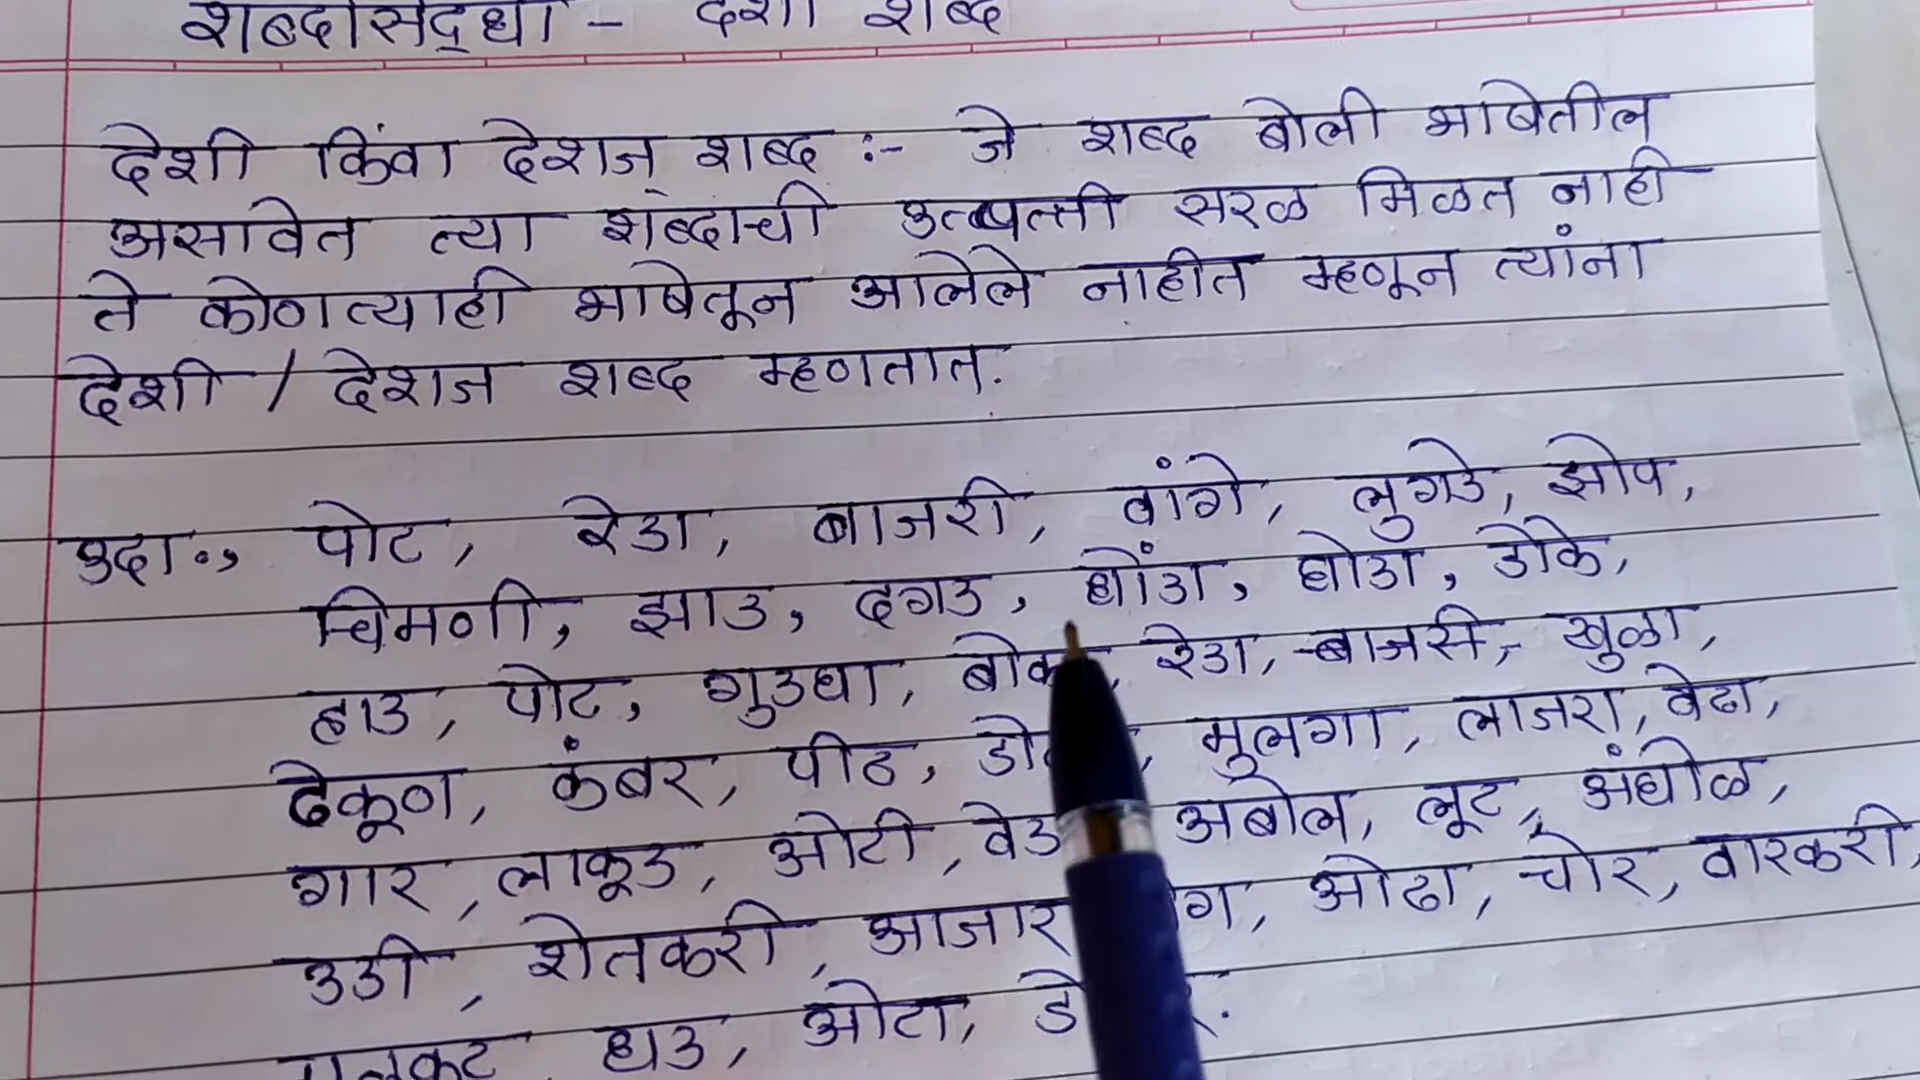 शब्दसिद्धी - देशी शब्द
देशी किंवा देशज शब्द :- जे शब्द बोली भाषेतील
असावेत त्या शब्दाची उत्पत्ती सरळ मिळत नाही
ते कोणत्याही भाषेतून आलेले नाहीत म्हणून त्यांना
देशी / देशज शब्द म्हणतात.
उदा., पोट, रेडा, बाजरी, वांगे, लुगडे, झोप,
चिमणी, झाड, दगड, धोंडा, घोडा, डोके,
हाड, पोट, गुडघा, बोका, रेडा, बाजरी, खुळा,
ढेकूण, कंबर, पीठ, मुलगा, लाजरा, वेढा,
गार, लाकूड, ओटी, वेड अबोल, लूट, अंघोळ,
उडी, शेतकरी, आजार ओढा, चोर, वारकरी,
धड, ओटा,